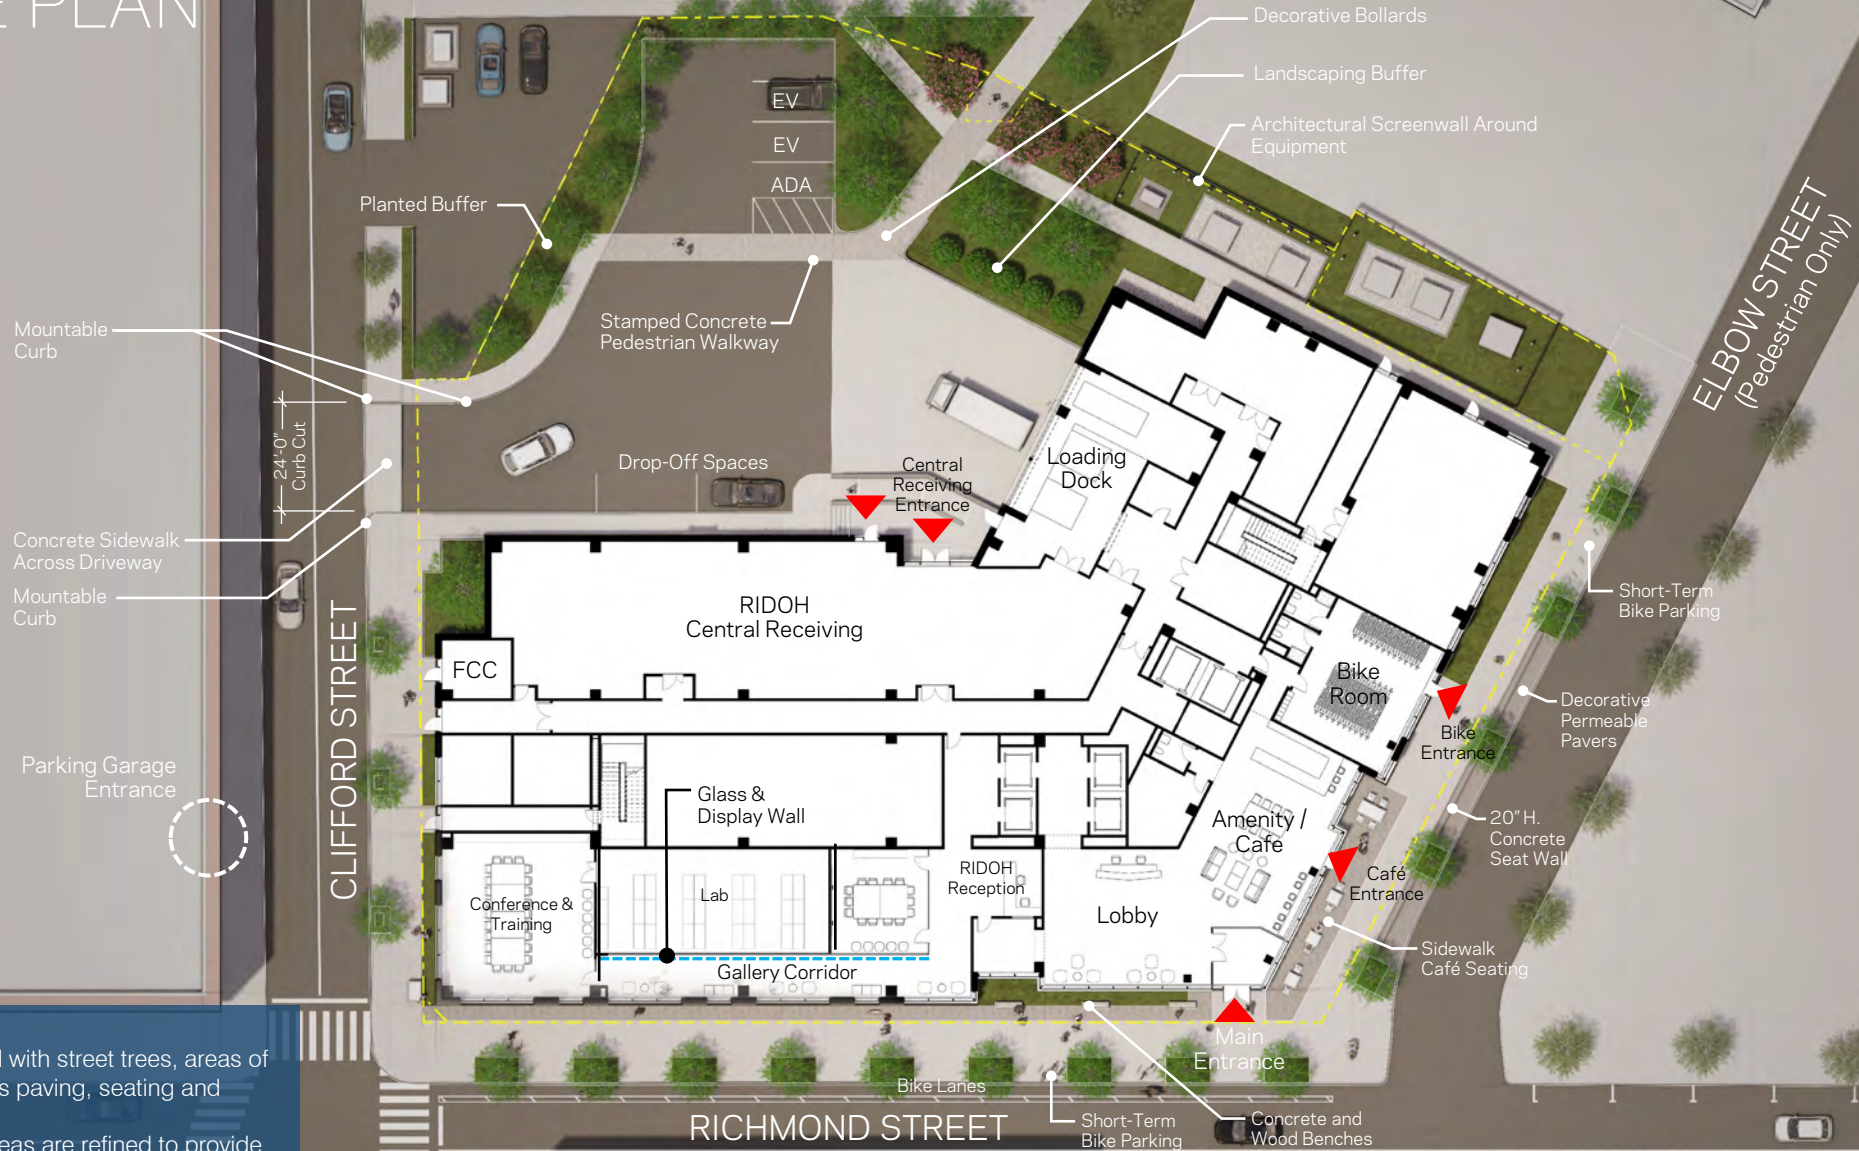 E PLAN
Decorative Bollards
Landscaping Buffer
Architectural Screenwall Around
Equipment
EV
EV
ADA
Planted Buffer
Stamped Concrete
Pedestrian Walkway
Mountable
Curb
24'-0"
Curb Cut
Drop-Off Spaces
Central
Receiving
Entrance
Loading
Dock
ELBOW STREET
(Pedestrian Only)
Concrete Sidewalk
Across Driveway
Mountable
Curb
RIDOH
Central Receiving
FCC
Short-Term
Bike Parking
Bike
Room
Bike
Entrance
Decorative
Permeable
Pavers
CLIFFORD STREET
Parking Garage
Entrance
Glass &
Display Wall
Amenity /
Cafe
20" H.
Concrete
Seat Wall
Café
Entrance
RIDOH
Reception
Conference &
Training
Lab
Lobby
Gallery Corridor
Sidewalk
Café Seating
Main
Entrance
Bike Lanes
RICHMOND STREET
Short-Term
Bike Parking
Concrete and
Wood Benches
with street trees, areas of
s paving, seating and
eas are refined to provide